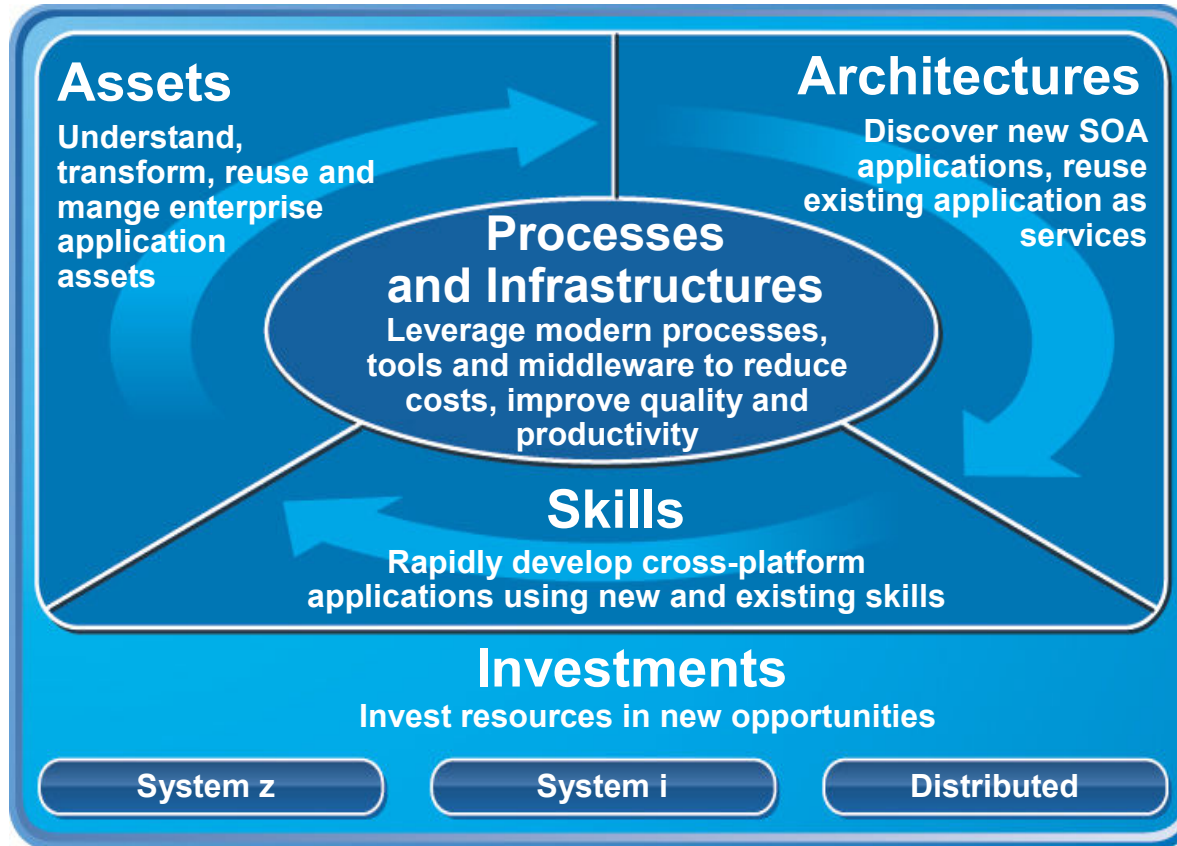 Assets
Understand,
transform, reuse and
mange enterprise
application
assets
Architectures
Discover new SOA
applications, reuse
existing application as
services
Processes
and Infrastructures
Leverage modern processes,
tools and middleware to reduce
costs, improve quality and
productivity
Skills
Rapidly develop cross-platform
applications using new and existing skills
Investments
Invest resources in new opportunities
System z
System i
Distributed